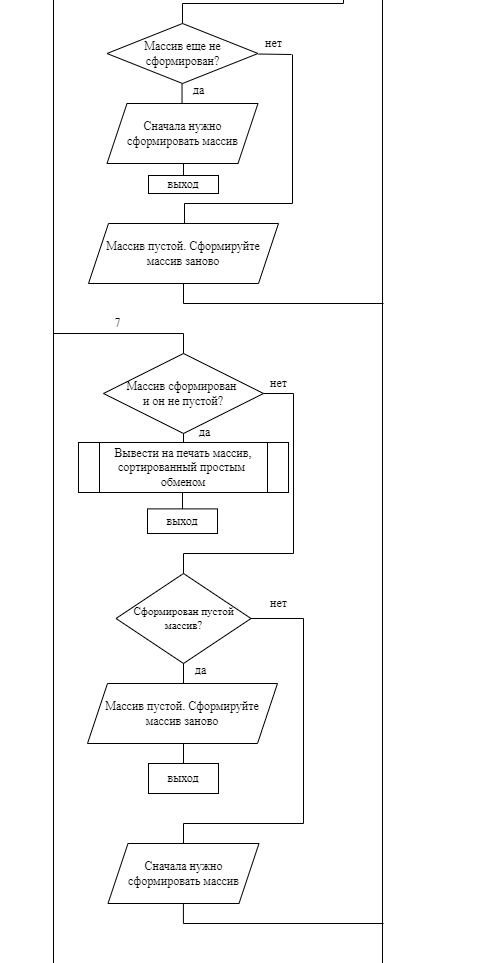 Массив еще не
сформирован?
нет
да
Сначала нужно
сформировать массив
выход
Массив пустой. Сформируйте
массив заново
7
Массив сформирован
и он не пустой?
нет
да
Вывести на печать массив,
сортированный простым
обменом
выход
Сформирован пустой
массив?
нет
да
Массив пустой. Сформируйте
массив заново
выход
Сначала нужно
сформировать массив